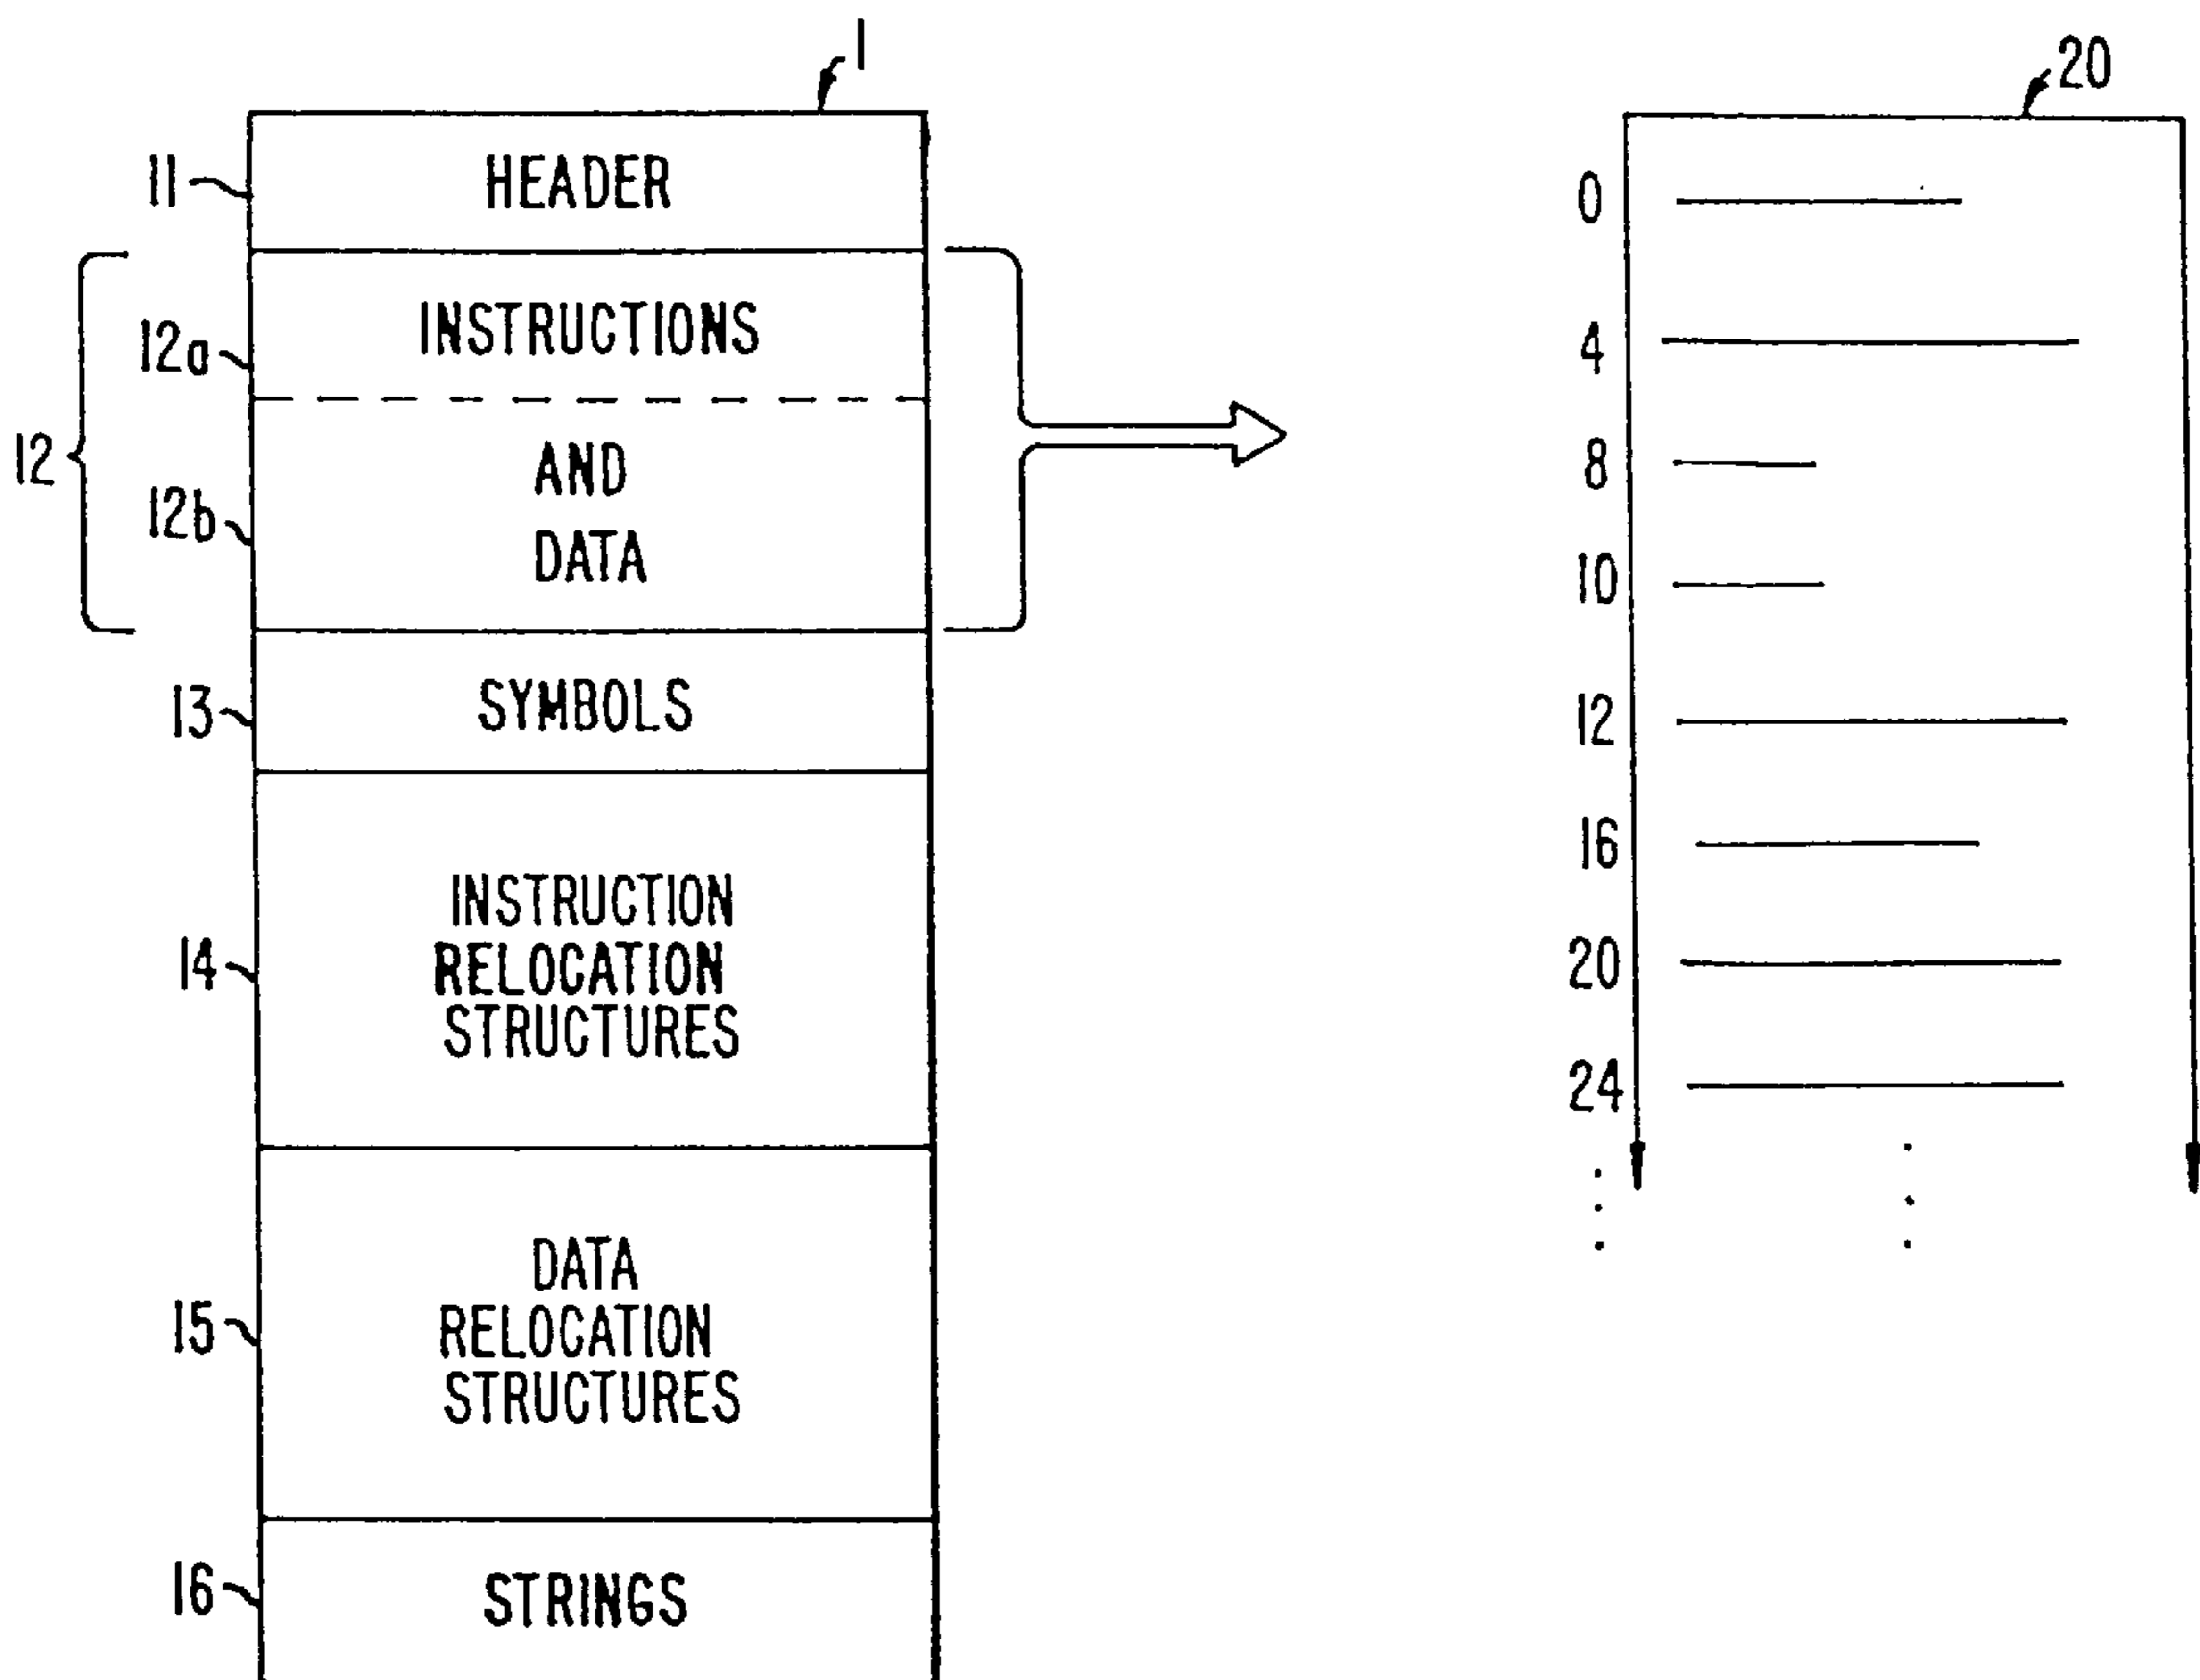 1
11
HEADER
12
12a
INSTRUCTIONS
12b
AND
DATA
13
SYMBOLS
14
INSTRUCTION
RELOCATION
STRUCTURES
15
DATA
RELOCATION
STRUCTURES
16
STRINGS
20
0
4
8
10
12
16
20
24